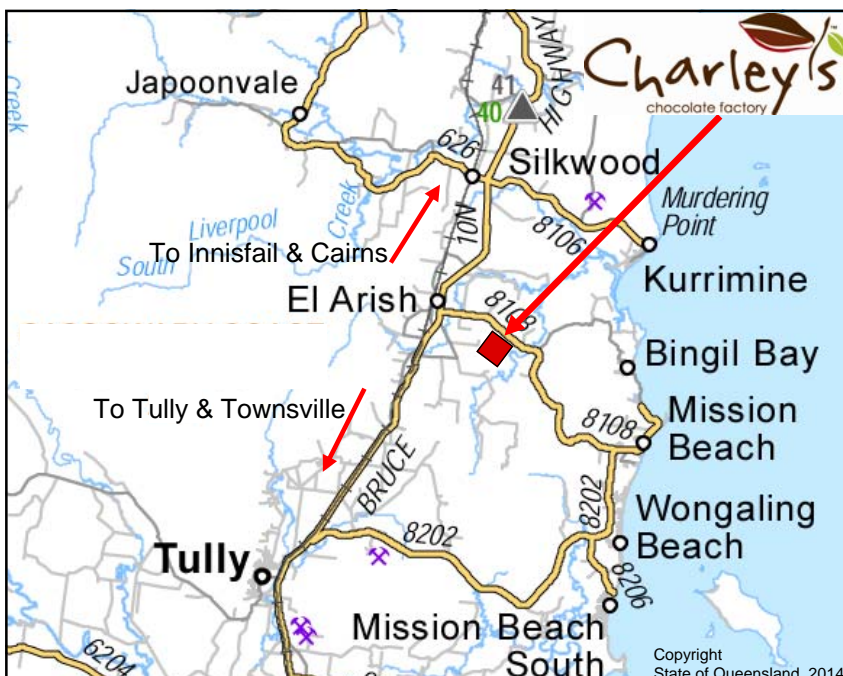 Charley's
™
chocolate factory
Japoonvale
Creek
41
40
HIGHWAY
626
Silkwood
Murdering
Point
Liverpool
Creek
South
To Innisfail & Cairns
10N
8106
Kurrimine
El Arish
8108
Bingil Bay
To Tully & Townsville
8108
Mission
Beach
BRUCE
8202
8202
Wongaling
Beach
Tully
8206
Mission Beach
South
6204
Copyright
State of Queensland, 2014